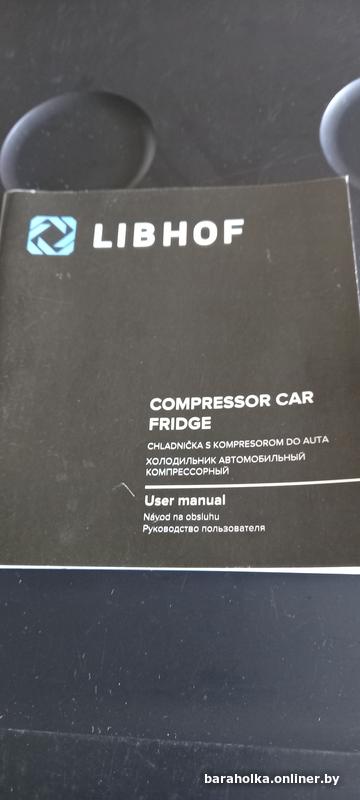 LIBHOF
COMPRESSOR CAR
FRIDGE
CHLADNIČKA S KOMPRESOROM DO AUTA
ХОЛОДИЛЬНИК АВТОМОБИЛЬНЫЙ
КОМПРЕССОРНЫЙ
User manual
Návod na obsluhu
Руководство пользователя
baraholka.onliner.by